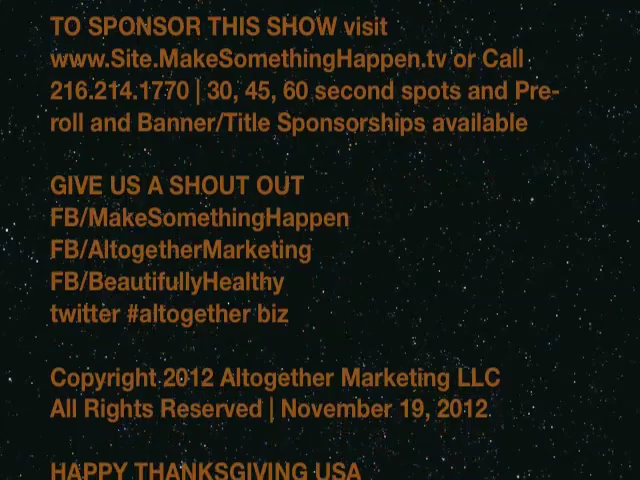 TO SPONSOR THIS SHOW visit
www.Site.MakeSomethingHappen.tv or Call
216.214.1770 | 30, 45, 60 second spots and Pre-
roll and Banner/Title Sponsorships available
GIVE US A SHOUT OUT
FB/MakeSomethingHappen
FB/AltogetherMarketing
FB/BeautifullyHealthy
twitter #altogether biz
Copyright 2012 Altogether Marketing LLC
All Rights Reserved | November 19, 2012
HAPPY THANKSGIVING USA